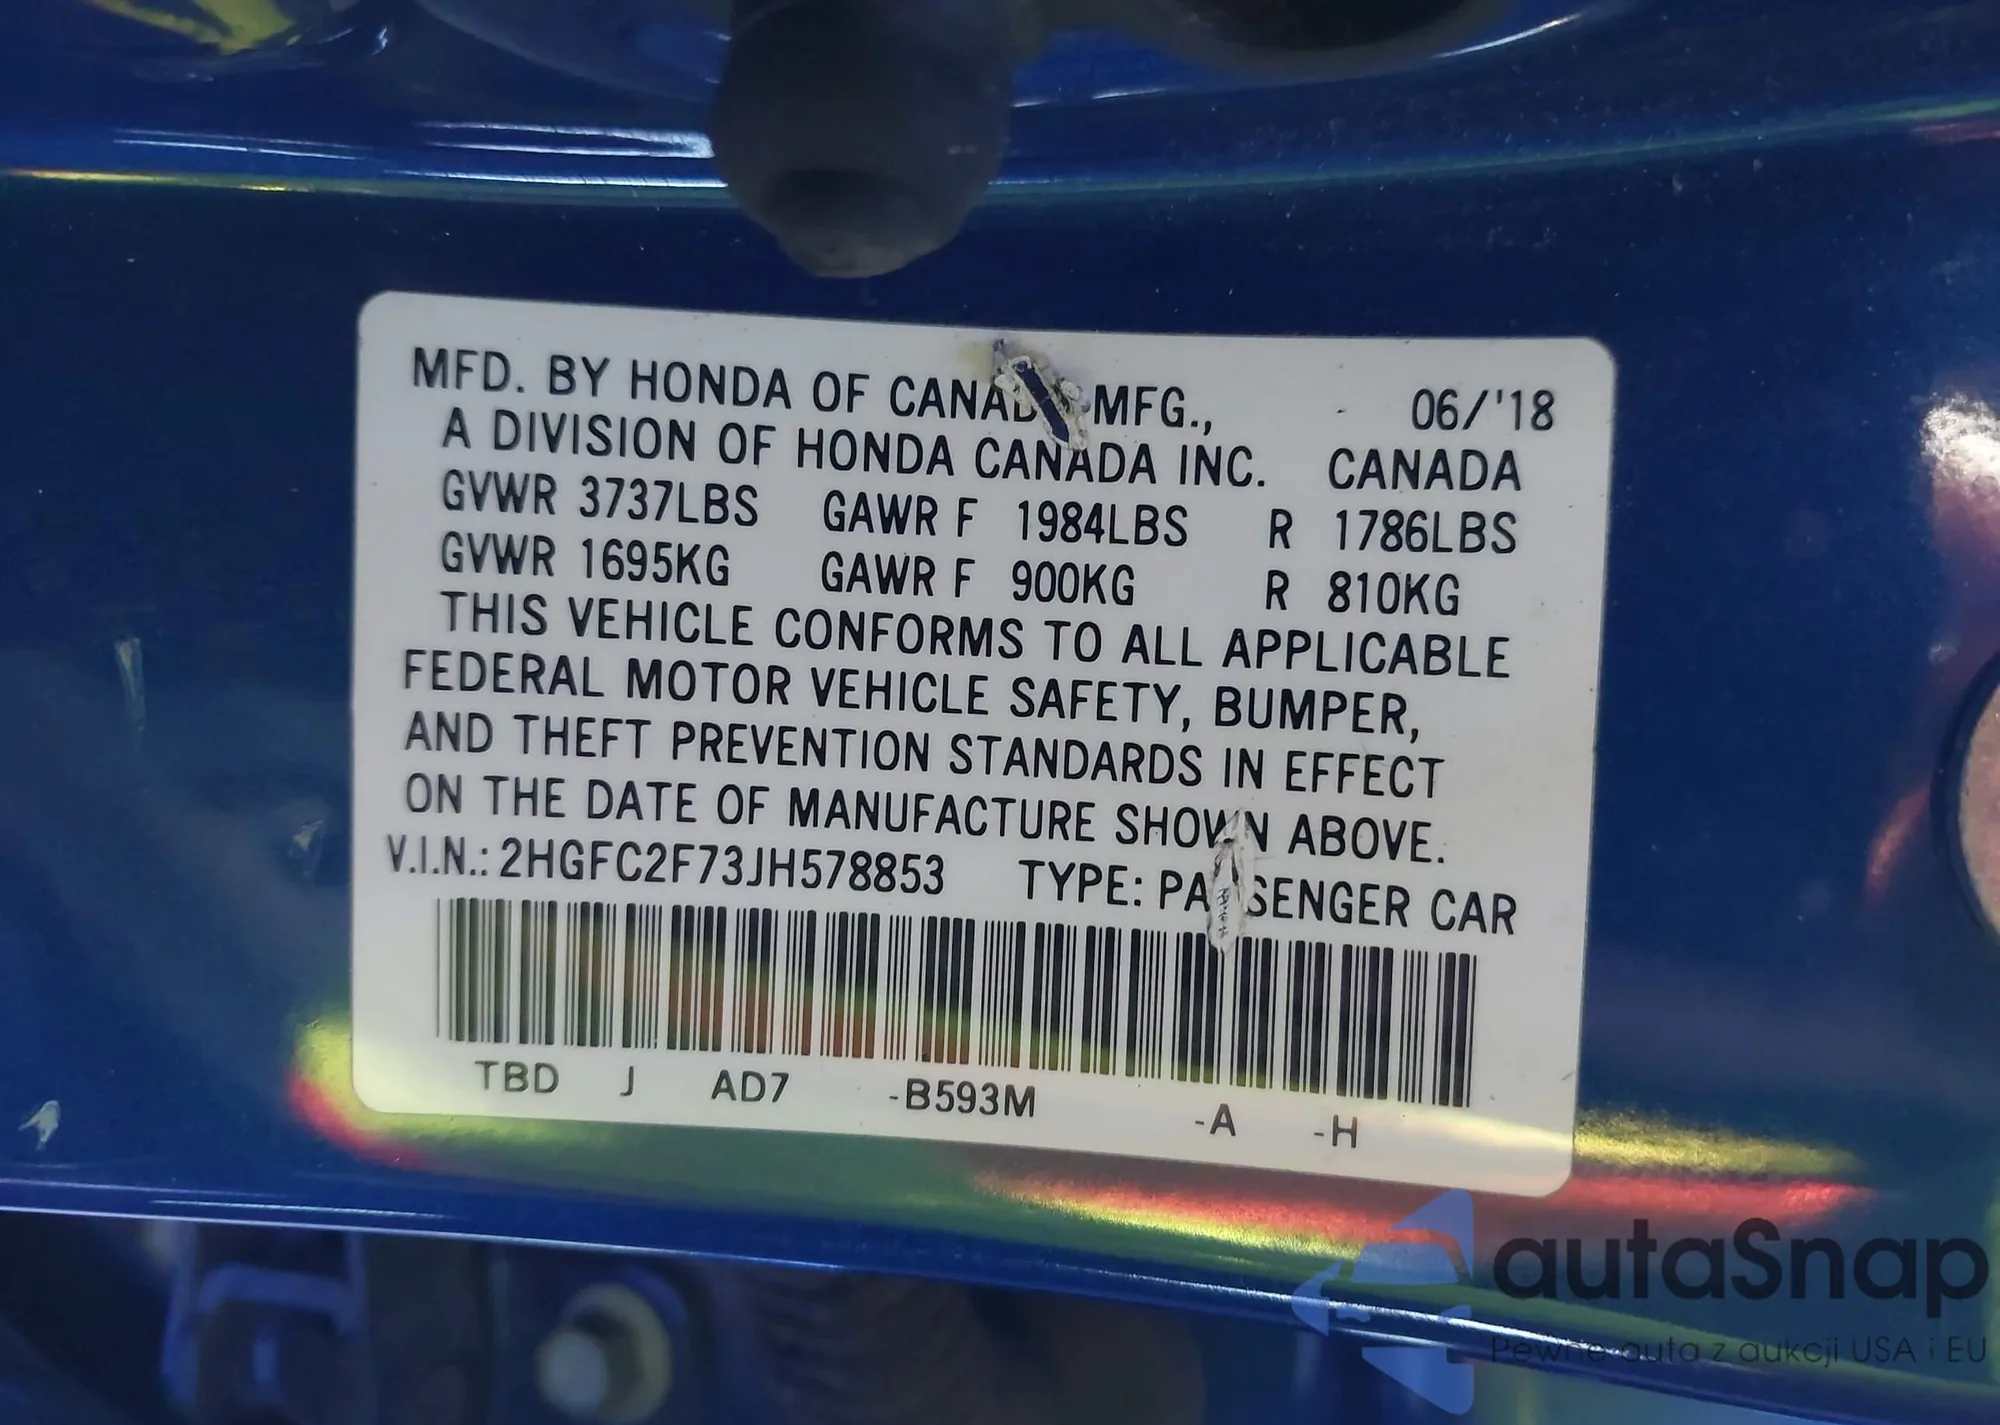 MFD. BY HONDA OF CANADA MFG., 06/'18
A DIVISION OF HONDA CANADA INC. CANADA
GVWR 3737LBS GAWR F 1984LBS R 1786LBS
GVWR 1695KG GAWR F 900KG R 810KG
THIS VEHICLE CONFORMS TO ALL APPLICABLE
FEDERAL MOTOR VEHICLE SAFETY, BUMPER,
AND THEFT PREVENTION STANDARDS IN EFFECT
ON THE DATE OF MANUFACTURE SHOWN ABOVE.
V.I.N.: 2HGFC2F73JH578853 TYPE: PASSENGER CAR
TBD J AD7 -B593M -A -H
autaSnap
Pewne auta z aukcji USA i EU